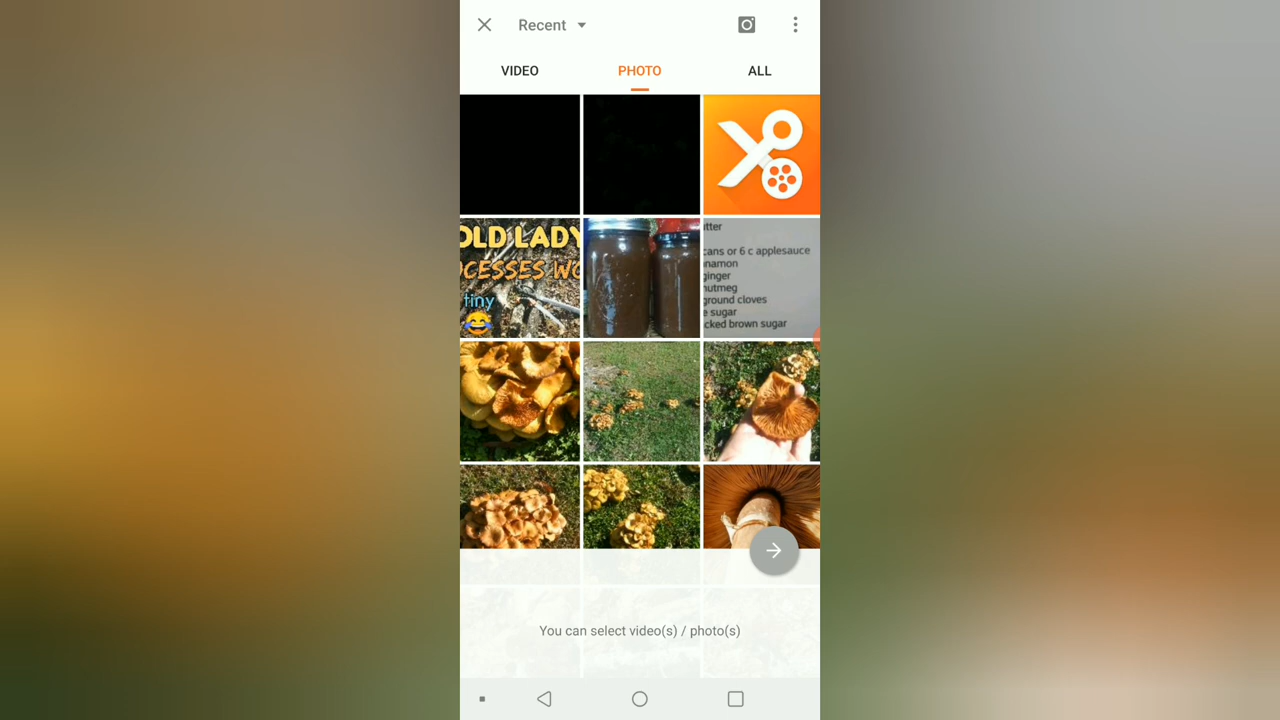 Recent
VIDEO
PHOTO
ALL
OLD LADY
OCESSES WO
tiny
tter
cans or 6 c applesauce
nnamon
ginger
nutmeg
ground cloves
e sugar
cked brown sugar
You can select video(s) / photo(s)